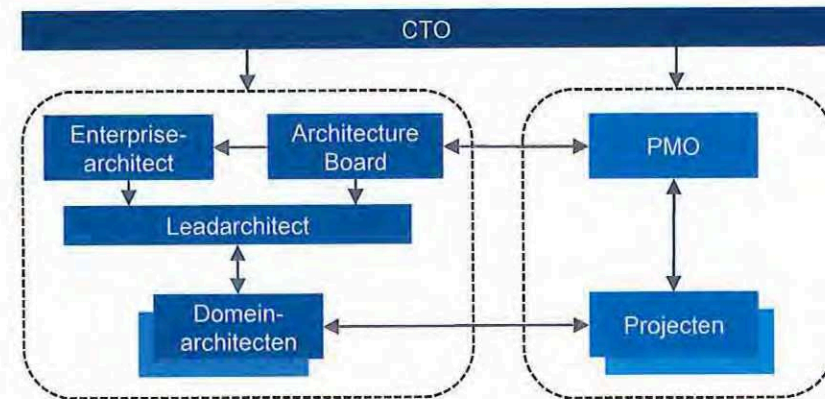 CTO
Enterprise-
architect
Architecture
Board
PMO
Leadarchitect
Domein-
architecten
Projecten